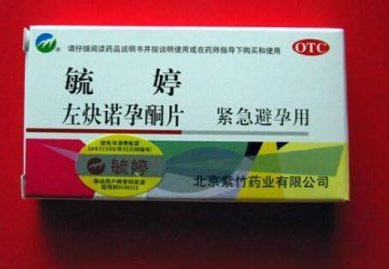 请仔细阅读药品说明书并按说明使用或在药师指导下购买和使用
OTC
毓婷
左炔诺孕酮片 紧急避孕用
毓婷
北京紫竹药业有限公司